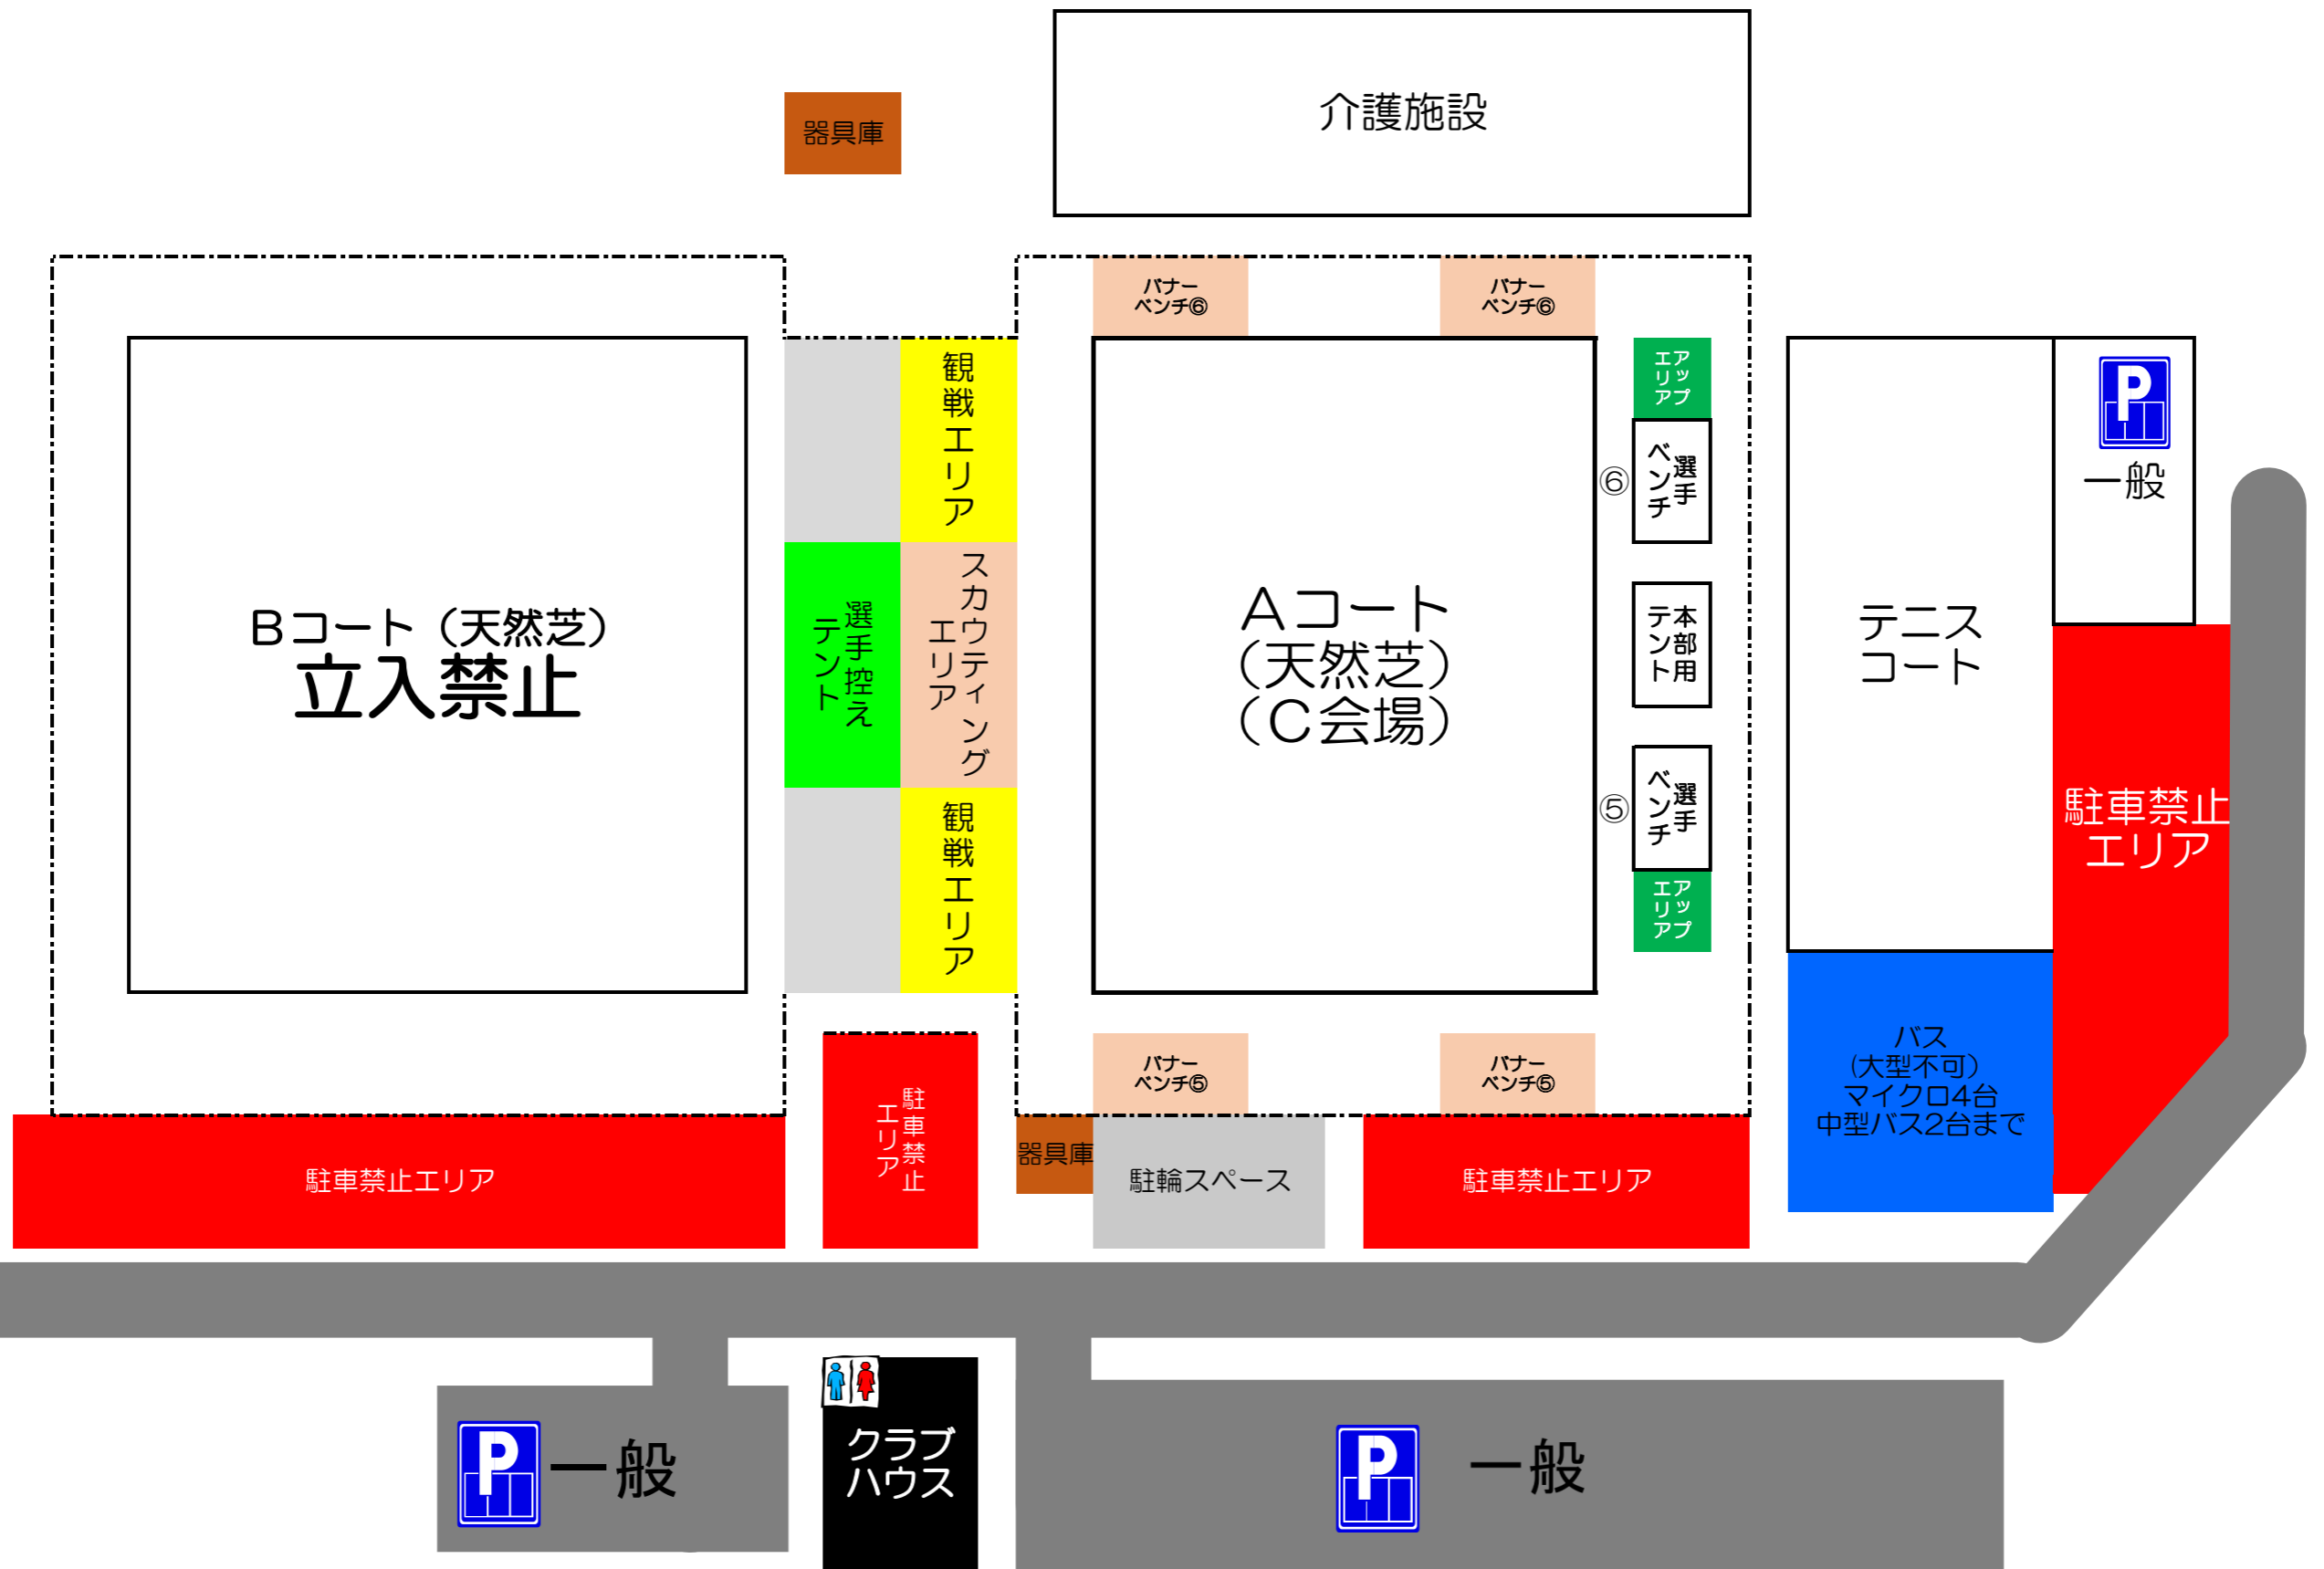 介護施設
器具庫
バナー
ベンチ⑥
バナー
ベンチ⑥
観戦エリア
アップ
エリア
選手
ベンチ
⑥
P
一般
Bコート（天然芝）
立入禁止
選手控え
テント
スカウティング
エリア
Aコート
（天然芝）
（C会場）
本部用
テント
テニス
コート
駐車禁止
エリア
観戦エリア
選手
ベンチ
⑤
アップ
エリア
バナー
ベンチ⑤
バナー
ベンチ⑤
バス
（大型不可）
マイクロ4台
中型バス2台まで
駐車禁止エリア
駐車禁止
エリア
器具庫
駐輪スペース
駐車禁止エリア
P
一般
クラブ
ハウス
P
一般